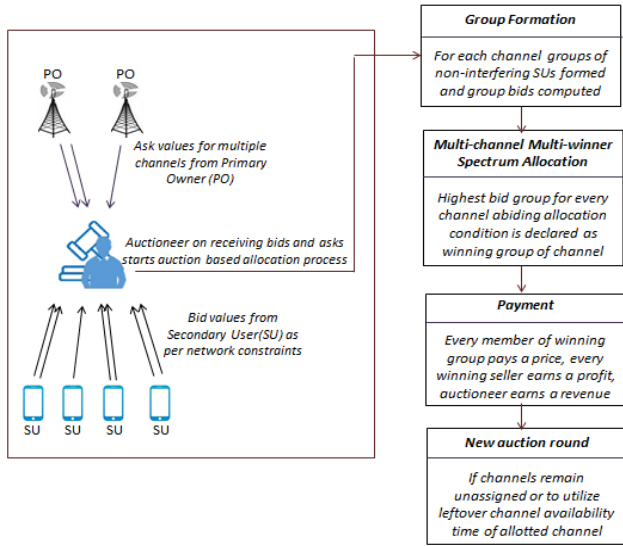 PO
PO
Ask values for multiple
channels from Primary
Owner (PO)
Auctioneer on receiving bids and asks
starts auction based allocation process
Bid values from
Secondary User(SU) as
per network constraints
SU
SU
SU
SU
Group Formation
For each channel groups of
non-interfering SUs formed
and group bids computed
Multi-channel Multi-winner
Spectrum Allocation
Highest bid group for every
channel abiding allocation
condition is declared as
winning group of channel
Payment
Every member of winning
group pays a price, every
winning seller earns a profit,
auctioneer earns a revenue
New auction round
If channels remain
unassigned or to utilize
leftover channel availability
time of allotted channel